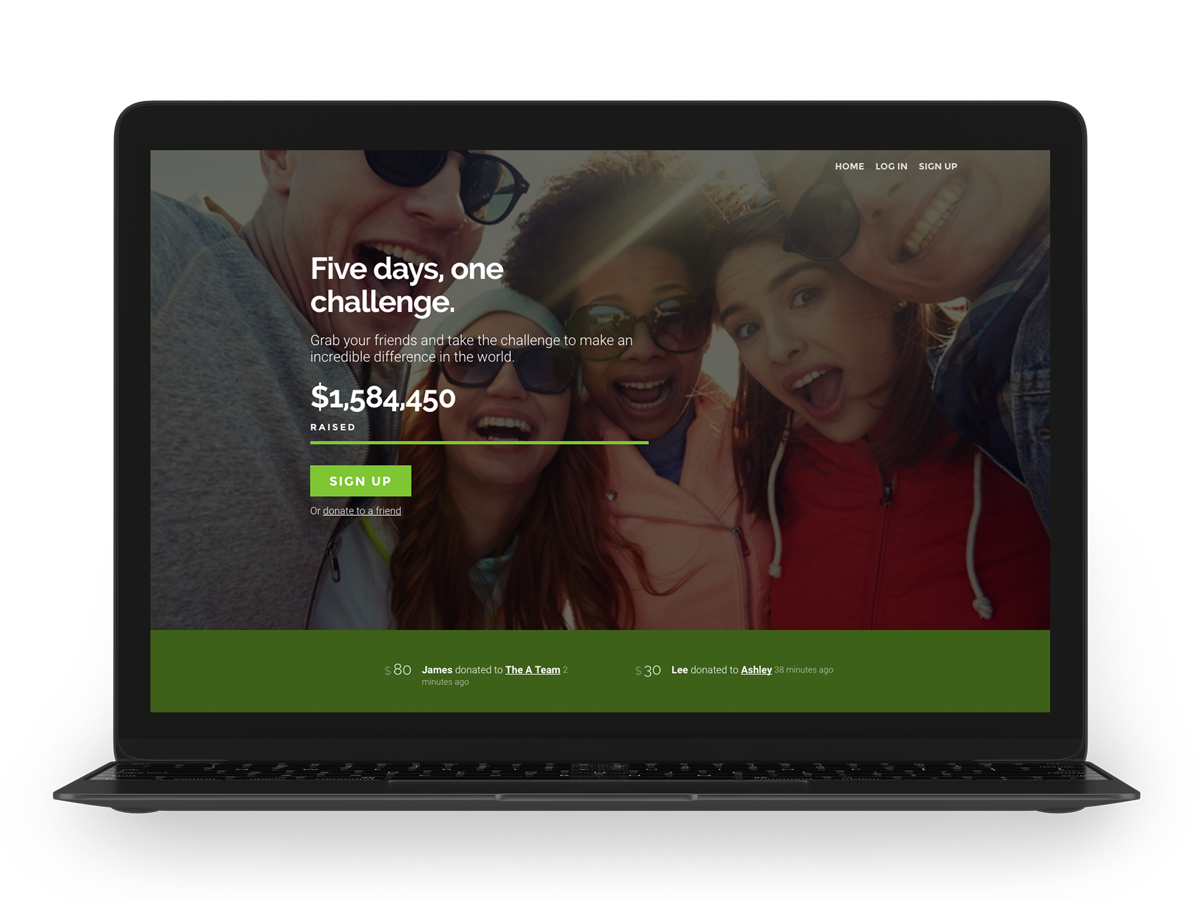 HOME LOG IN SIGN UP
Five days, one
challenge.
Grab your friends and take the challenge to make an
incredible difference in the world.
$1,584,450
RAISED
SIGN UP
Or donate to a friend
$80 James donated to The A Team 2
minutes ago
$30 Lee donated to Ashley 38 minutes ago